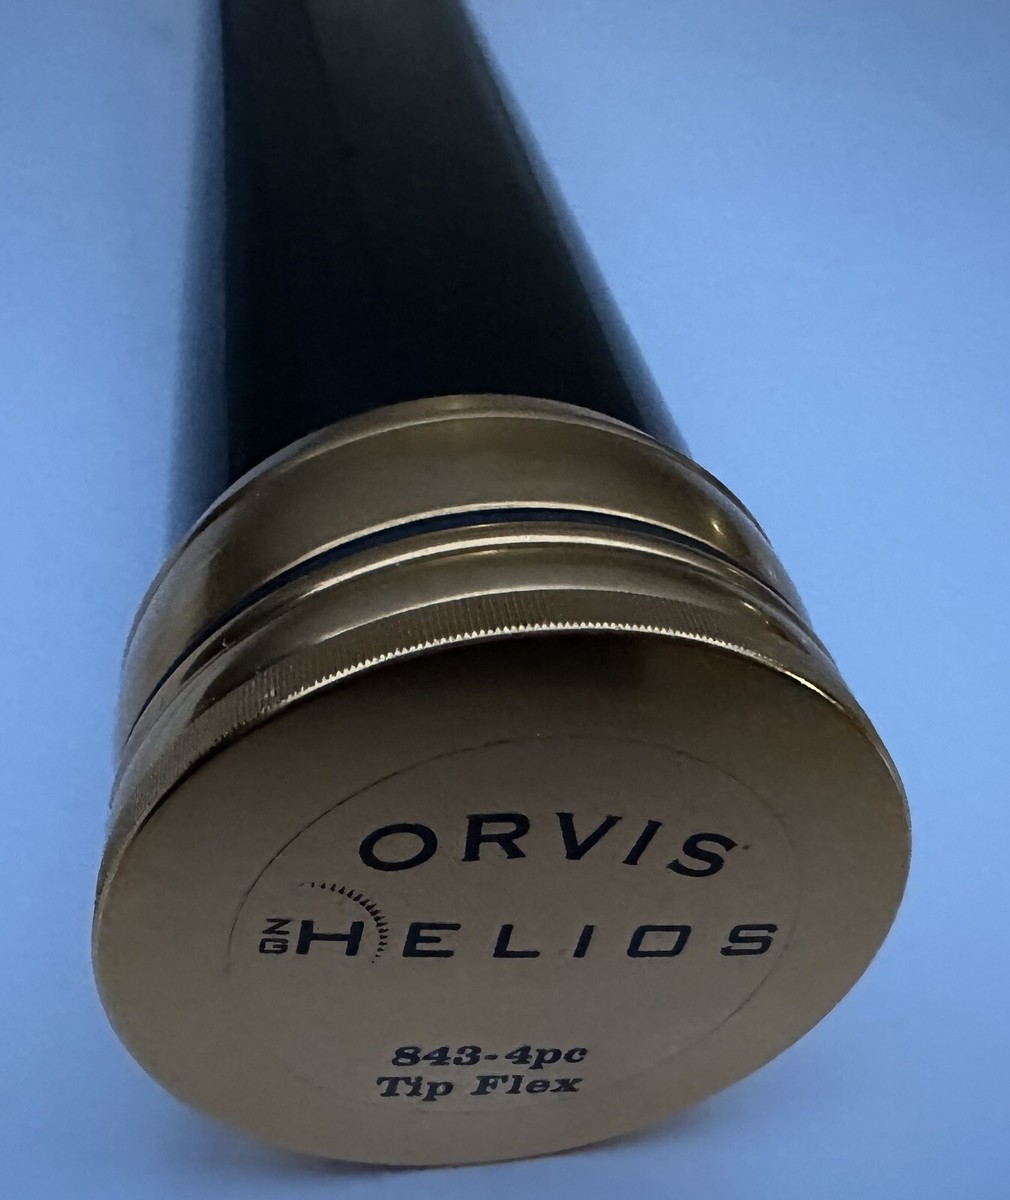 ORVIS
ZG HELIOS
843-4pc
Tip Flex